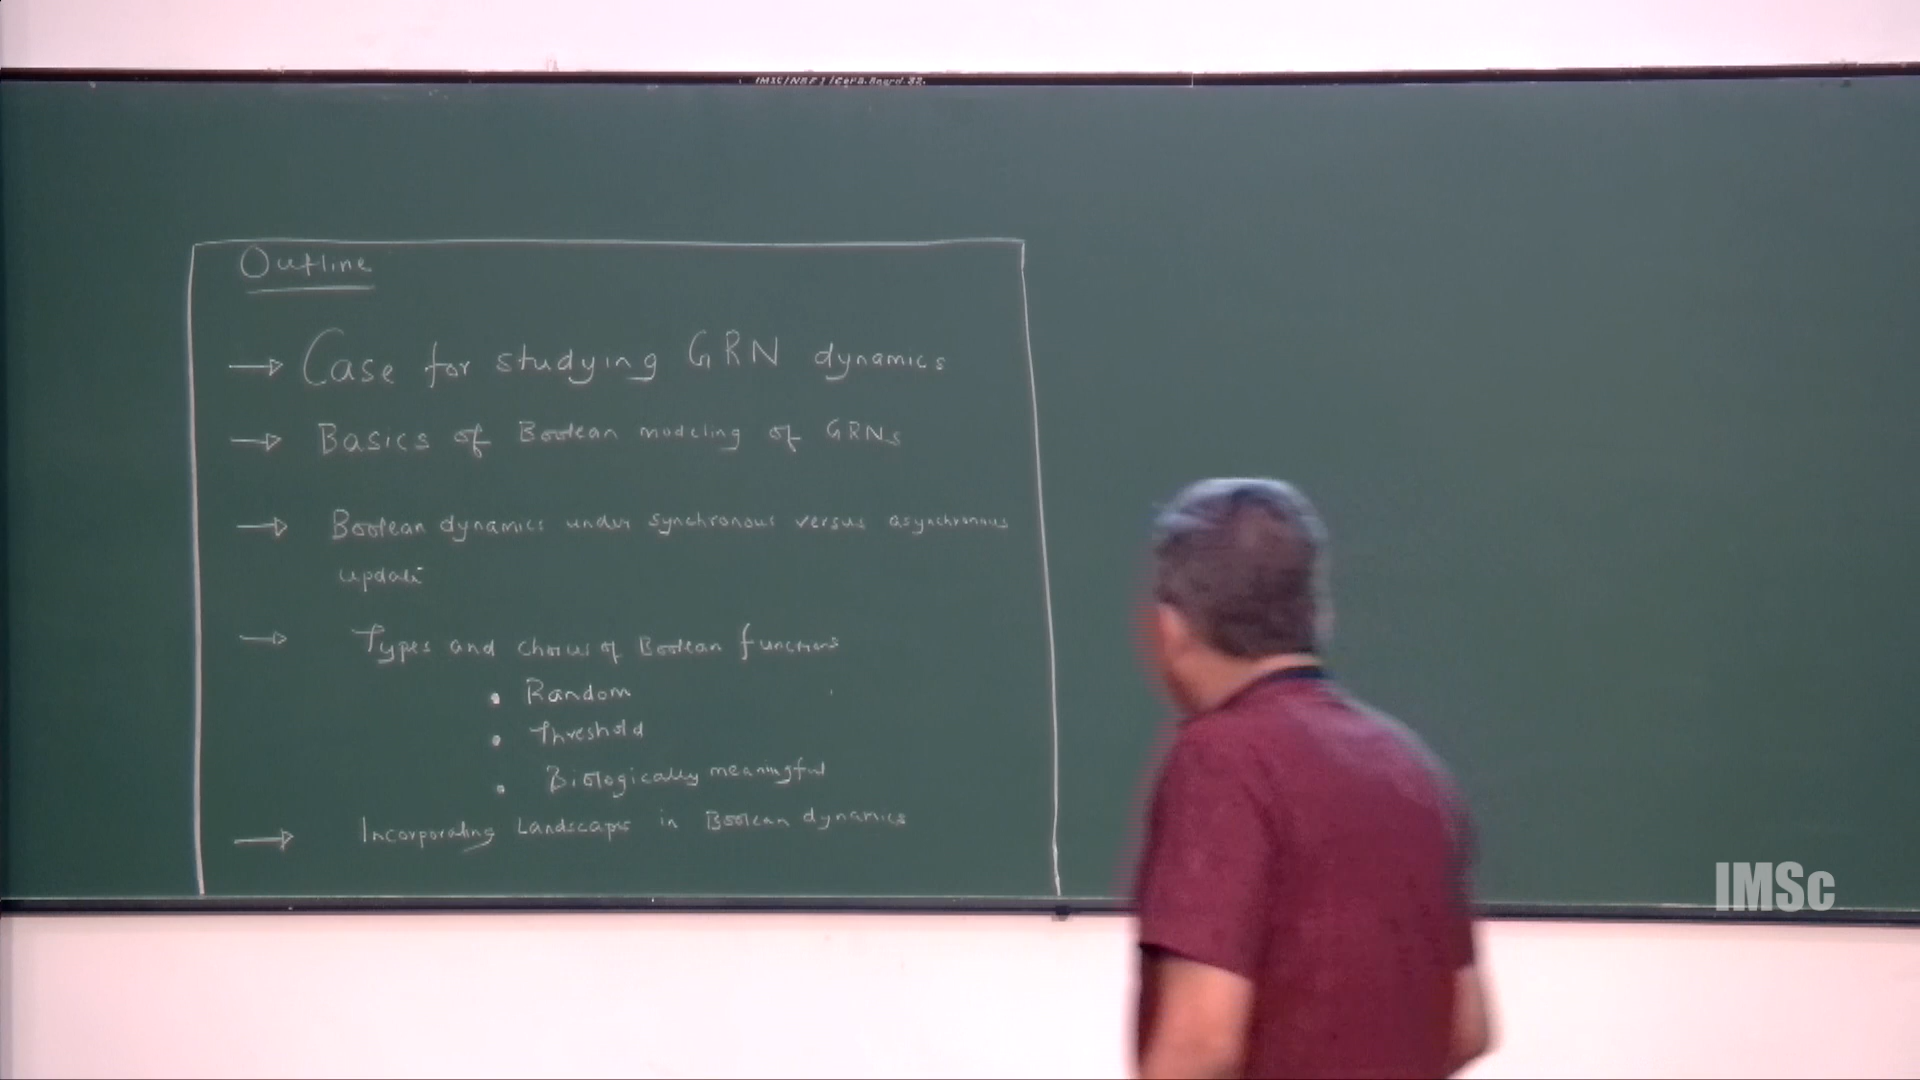 Outline
→ Case for studying GRN dynamics
→ Basics of Boolean modeling of GRNs
→ Boolean dynamics under synchronous versus asynchronous
update
→ Types and choices of Boolean functions
• Random
• Threshold
• Biologically meaningful
→ Incorporating Landscapes in Boolean dynamics
IMSc